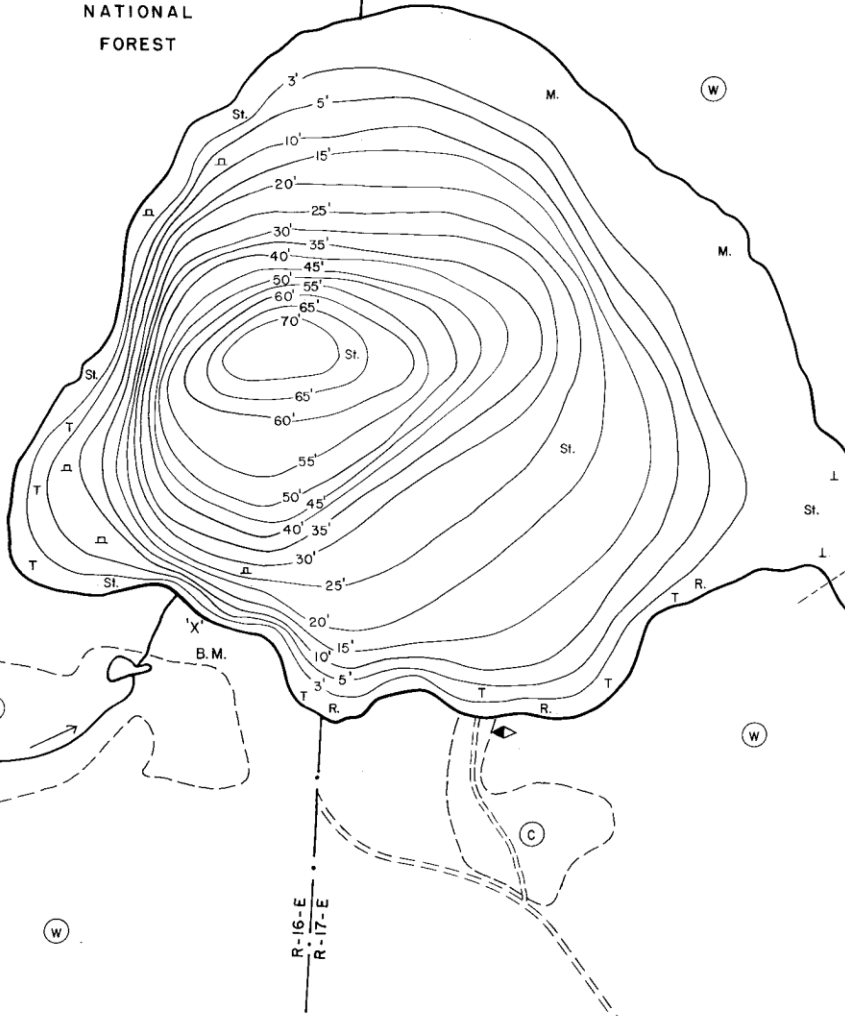 NATIONAL
FOREST
W
3'
M.
5'
St.
10'
15'
20'
25'
M.
30'
35'
40'
45'
50'
55'
60'
65'
70'
St.
St.
65'
60'
T
St.
55'
T
50'
45'
St.
40'
35'
30'
T
St.
25'
R.
T
20'
'X'
15'
B.M.
10'
5'
3'
T
T
T
R.
R.
W
C
W
R-16-E
R-17-E